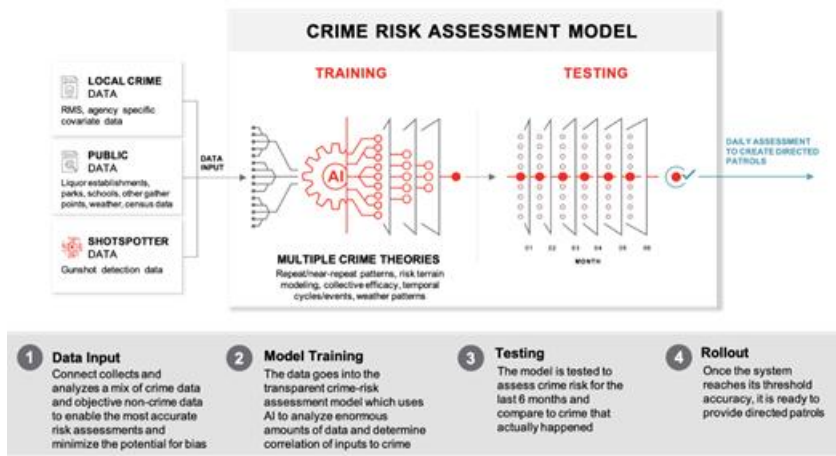 CRIME RISK ASSESSMENT MODEL
LOCAL CRIME
DATA
RMS, agency specific
covariate data
PUBLIC
DATA
Liquor establishments,
parks, schools, other gather
points, weather, census data
SHOTSPOTTER
DATA
Gunshot detection data
DATA
INPUT
TRAINING
AI
MULTIPLE CRIME THEORIES
Repeat/near-repeat patterns, risk terrain
modeling, collective efficacy, temporal
cycles/events, weather patterns
TESTING
01 02 03 04 05 06
MONTH
DAILY ASSESSMENT
TO CREATE DIRECTED
PATROLS
1 Data Input
Connect collects and
analyzes a mix of crime data
and objective non-crime data
to enable the most accurate
risk assessments and
minimize the potential for bias
2 Model Training
The data goes into the
transparent crime-risk
assessment model which uses
AI to analyze enormous
amounts of data and determine
correlation of inputs to crime
3 Testing
The model is tested to
assess crime risk for the
last 6 months and
compare to crime that
actually happened
4 Rollout
Once the system
reaches its threshold
accuracy, it is ready to
provide directed patrols